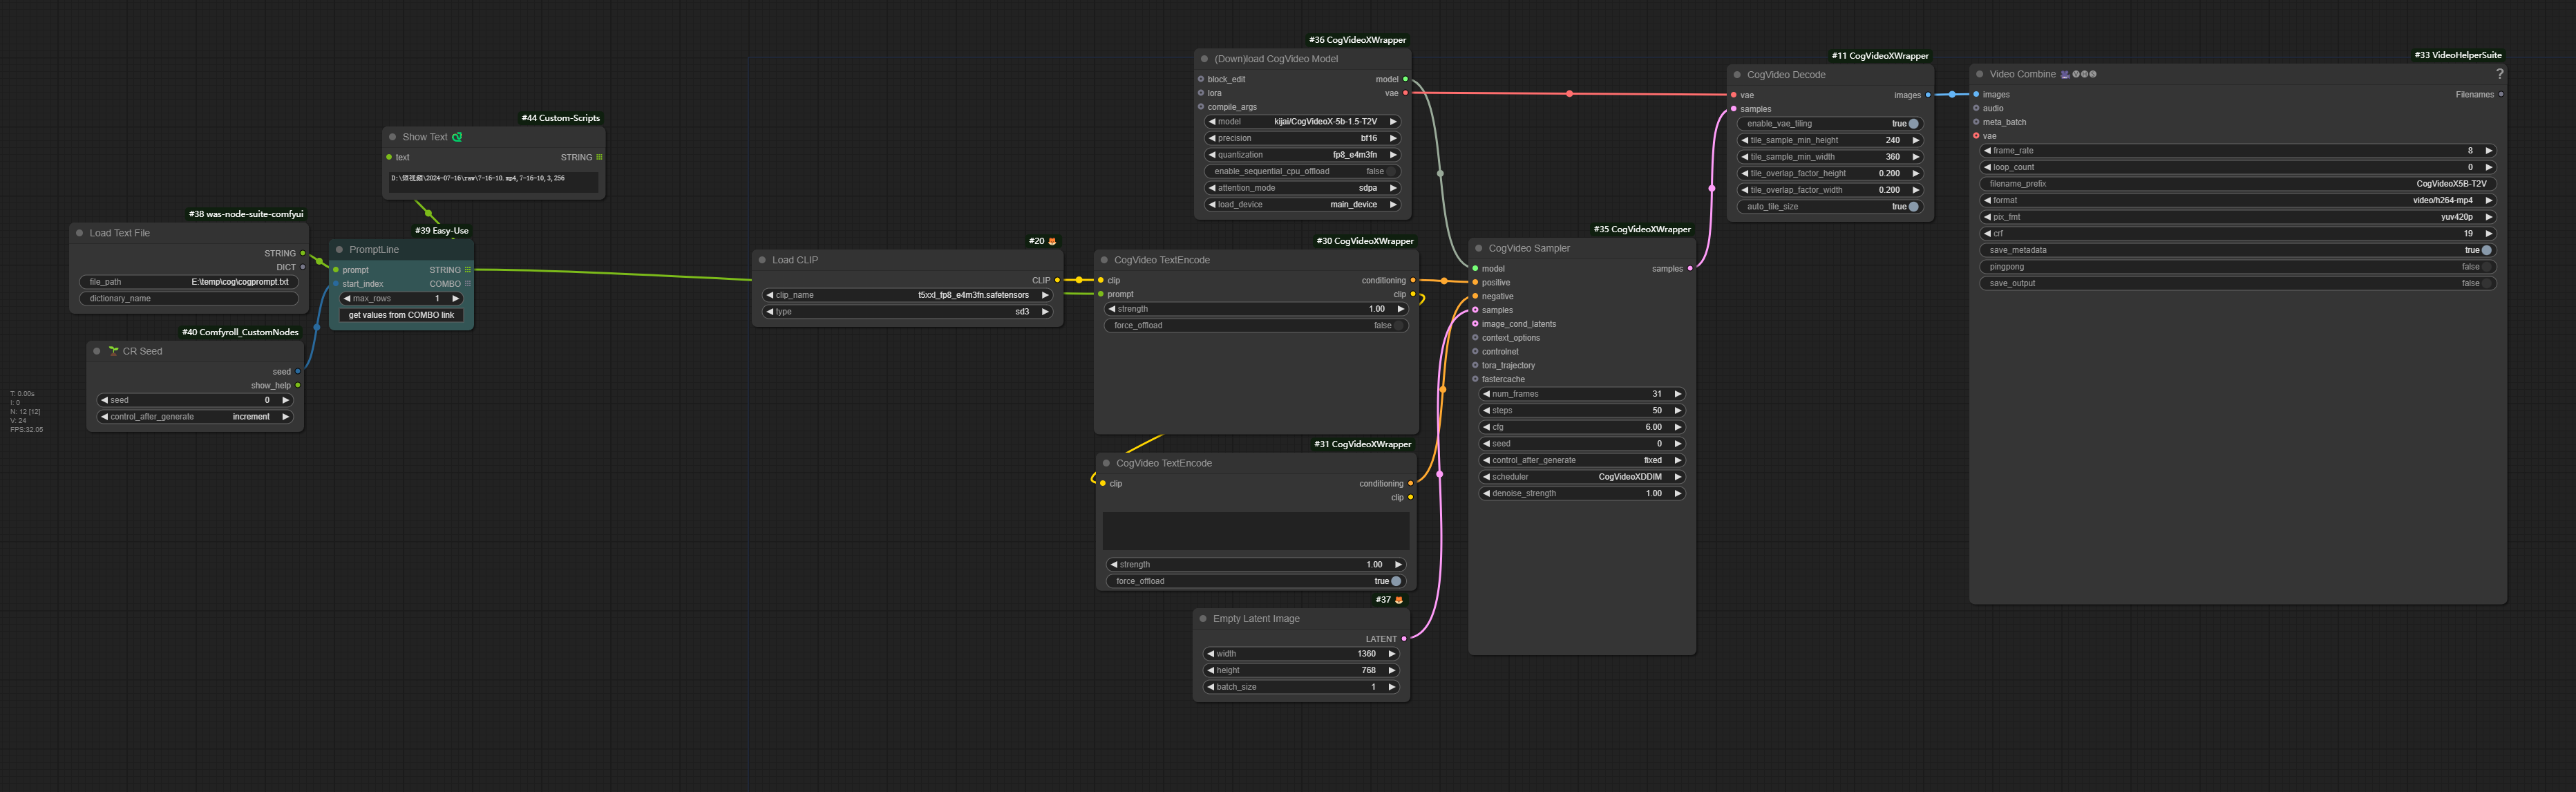 #44 Custom-Scripts
Show Text
text STRING
D:\短视频\2024-07-16\raw\7-16-10.mp4,7-16-10,3,256
#38 was-node-suite-comfyui
Load Text File
STRING
DICT
file_path E:\temp\cog\cogprompt.txt
dictionary_name
#39 Easy-Use
PromptLine
prompt STRING
start_index COMBO
max_rows 1
get values from COMBO link
#40 Comfyroll_CustomNodes
CR Seed
seed
show_help
seed 0
control_after_generate increment
T: 0.00s
I: 0
N: 12 [12]
V: 24
FPS:32.05
#20
Load CLIP
CLIP
clip_name t5xxl_fp8_e4m3fn.safetensors
type sd3
#36 CogVideoXWrapper
(Down)load CogVideo Model
block_edit model
lora vae
compile_args
model kijai/CogVideoX-5b-1.5-T2V
precision bf16
quantization fp8_e4m3fn
enable_sequential_cpu_offload false
attention_mode sdpa
load_device main_device
#30 CogVideoXWrapper
CogVideo TextEncode
clip conditioning
prompt clip
strength 1.00
force_offload false
#31 CogVideoXWrapper
CogVideo TextEncode
clip conditioning
clip
strength 1.00
force_offload true
#37
Empty Latent Image
LATENT
width 1360
height 768
batch_size 1
#35 CogVideoXWrapper
CogVideo Sampler
model samples
positive
negative
samples
image_cond_latents
context_options
controlnet
tora_trajectory
fastercache
num_frames 31
steps 50
cfg 6.00
seed 0
control_after_generate fixed
scheduler CogVideoXDDIM
denoise_strength 1.00
#11 CogVideoXWrapper
CogVideo Decode
vae images
samples
enable_vae_tiling true
tile_sample_min_height 240
tile_sample_min_width 360
tile_overlap_factor_height 0.200
tile_overlap_factor_width 0.200
auto_tile_size true
#33 VideoHelperSuite
Video Combine 🎥🅥🅗🅢 ?
images Filenames
audio
meta_batch
vae
frame_rate 8
loop_count 0
filename_prefix CogVideoX5B-T2V
format video/h264-mp4
pix_fmt yuv420p
crf 19
save_metadata true
pingpong false
save_output false